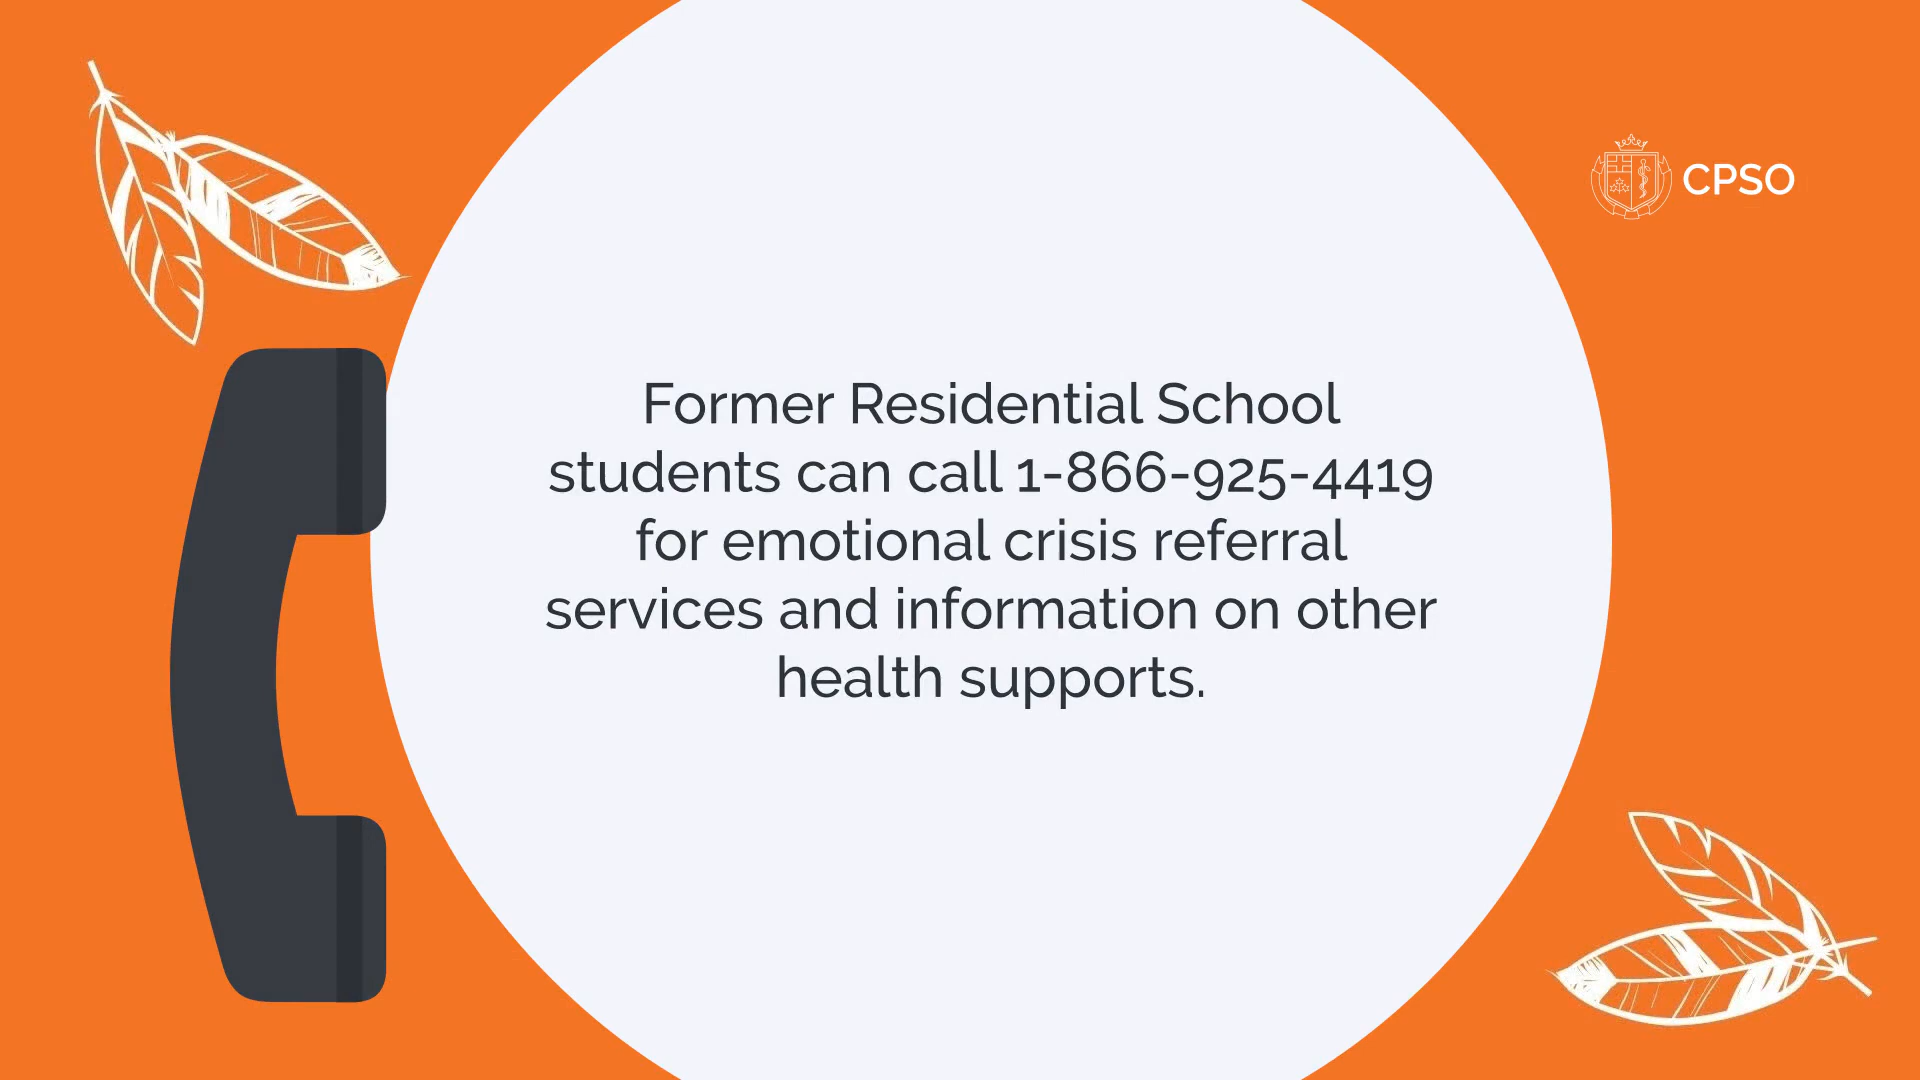 CPSO
Former Residential School
students can call 1-866-925-4419
for emotional crisis referral
services and information on other
health supports.